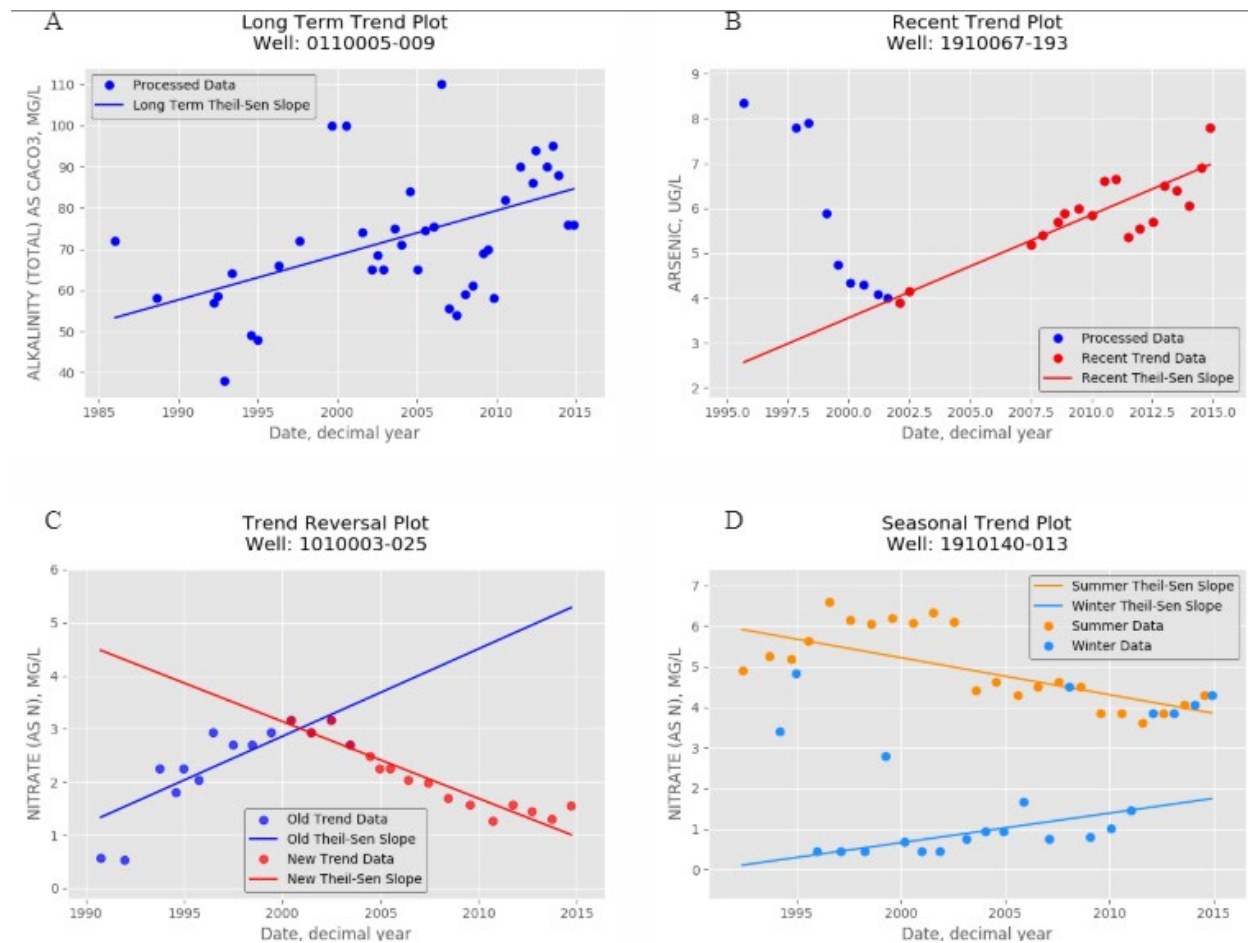 A
Long Term Trend Plot
Well: 0110005-009
Processed Data
Long Term Theil-Sen Slope
ALKALINITY (TOTAL) AS CACO3, MG/L
110
100
90
80
70
60
50
40
1985
1990
1995
2000
2005
2010
2015
Date, decimal year
B
Recent Trend Plot
Well: 1910067-193
ARSENIC, UG/L
9
8
7
6
5
4
3
2
Processed Data
Recent Trend Data
Recent Theil-Sen Slope
1995.0
1997.5
2000.0
2002.5
2005.0
2007.5
2010.0
2012.5
2015.0
Date, decimal year
C
Trend Reversal Plot
Well: 1010003-025
NITRATE (AS N), MG/L
6
5
4
3
2
1
0
Old Trend Data
Old Theil-Sen Slope
New Trend Data
New Theil-Sen Slope
1990
1995
2000
2005
2010
2015
Date, decimal year
D
Seasonal Trend Plot
Well: 1910140-013
Summer Theil-Sen Slope
Winter Theil-Sen Slope
Summer Data
Winter Data
NITRATE (AS N), MG/L
7
6
5
4
3
2
1
0
1995
2000
2005
2010
2015
Date, decimal year